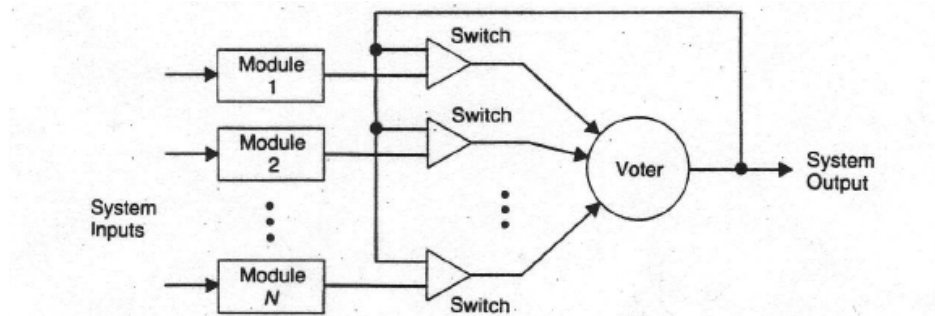 Switch
Module
1
Switch
Module
2
Voter
System
Output
System
Inputs
Module
N
Switch